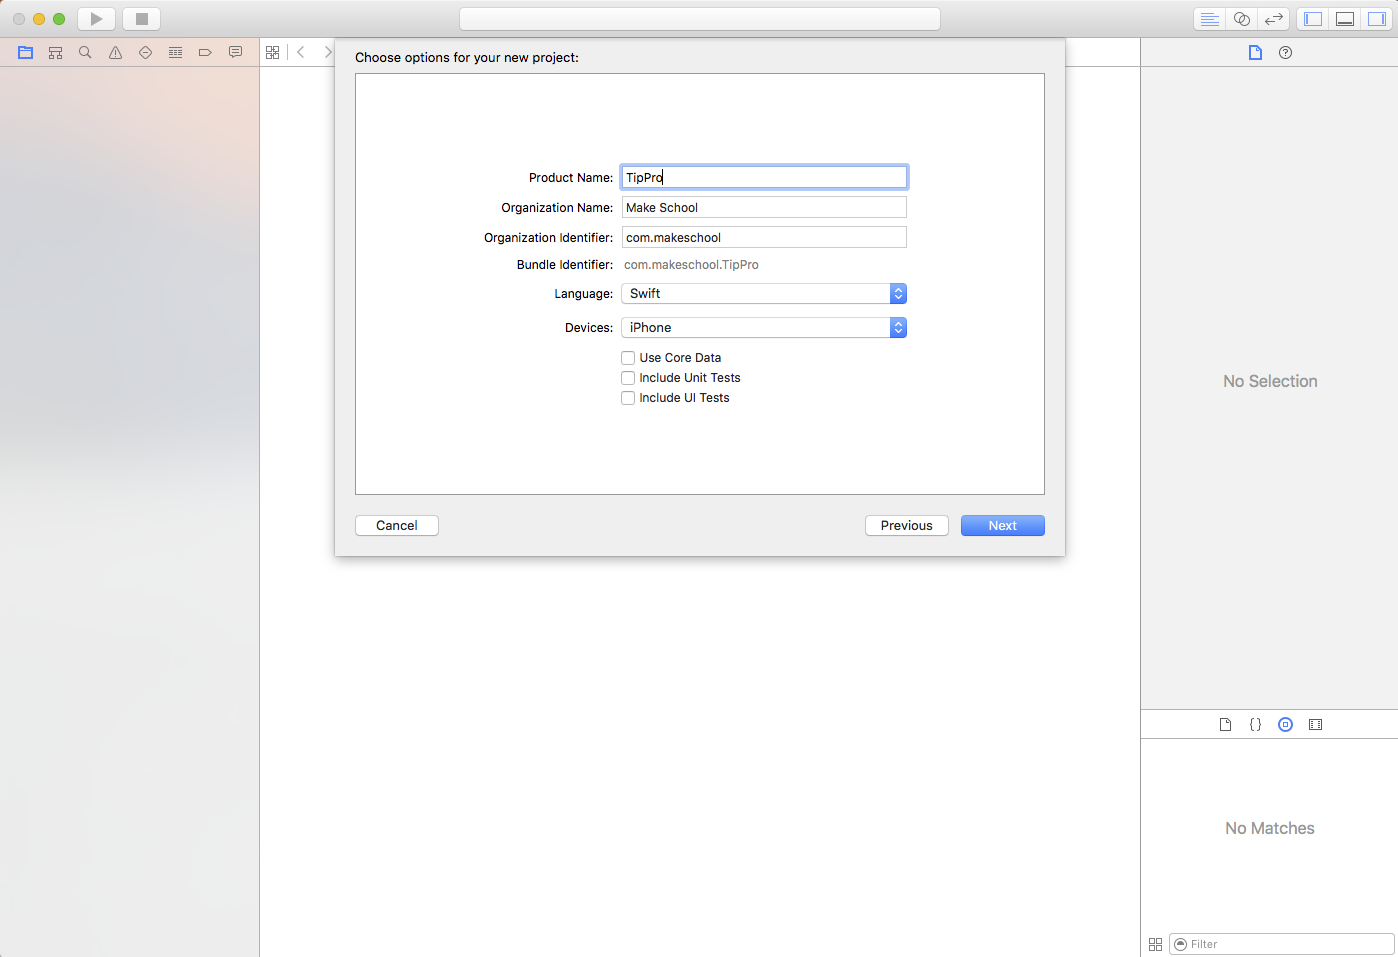 Choose options for your new project:
Product Name: TipPro
Organization Name: Make School
Organization Identifier: com.makeschool
Bundle Identifier: com.makeschool.TipPro
Language: Swift
Devices: iPhone
Use Core Data
Include Unit Tests
Include UI Tests
Cancel Previous Next
No Selection
No Matches
Filter